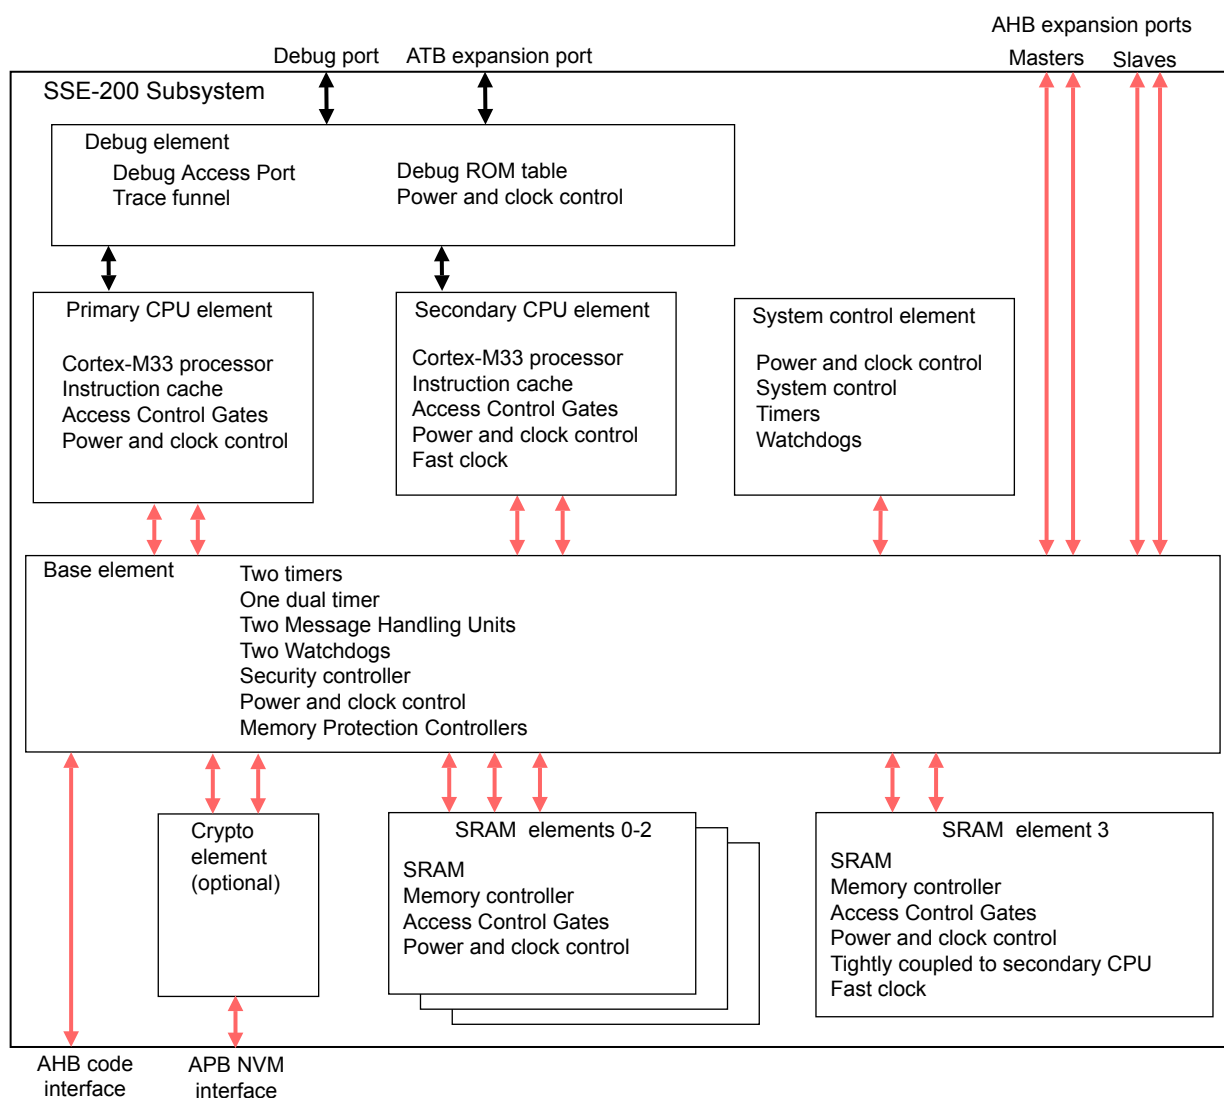 AHB expansion ports
Debug port
ATB expansion port
Masters
Slaves
SSE-200 Subsystem
Debug element
Debug Access Port
Trace funnel
Debug ROM table
Power and clock control
Primary CPU element
Cortex-M33 processor
Instruction cache
Access Control Gates
Power and clock control
Secondary CPU element
Cortex-M33 processor
Instruction cache
Access Control Gates
Power and clock control
Fast clock
System control element
Power and clock control
System control
Timers
Watchdogs
Base element
Two timers
One dual timer
Two Message Handling Units
Two Watchdogs
Security controller
Power and clock control
Memory Protection Controllers
Crypto
element
(optional)
SRAM elements 0-2
SRAM
Memory controller
Access Control Gates
Power and clock control
SRAM element 3
SRAM
Memory controller
Access Control Gates
Power and clock control
Tightly coupled to secondary CPU
Fast clock
AHB code
interface
APB NVM
interface